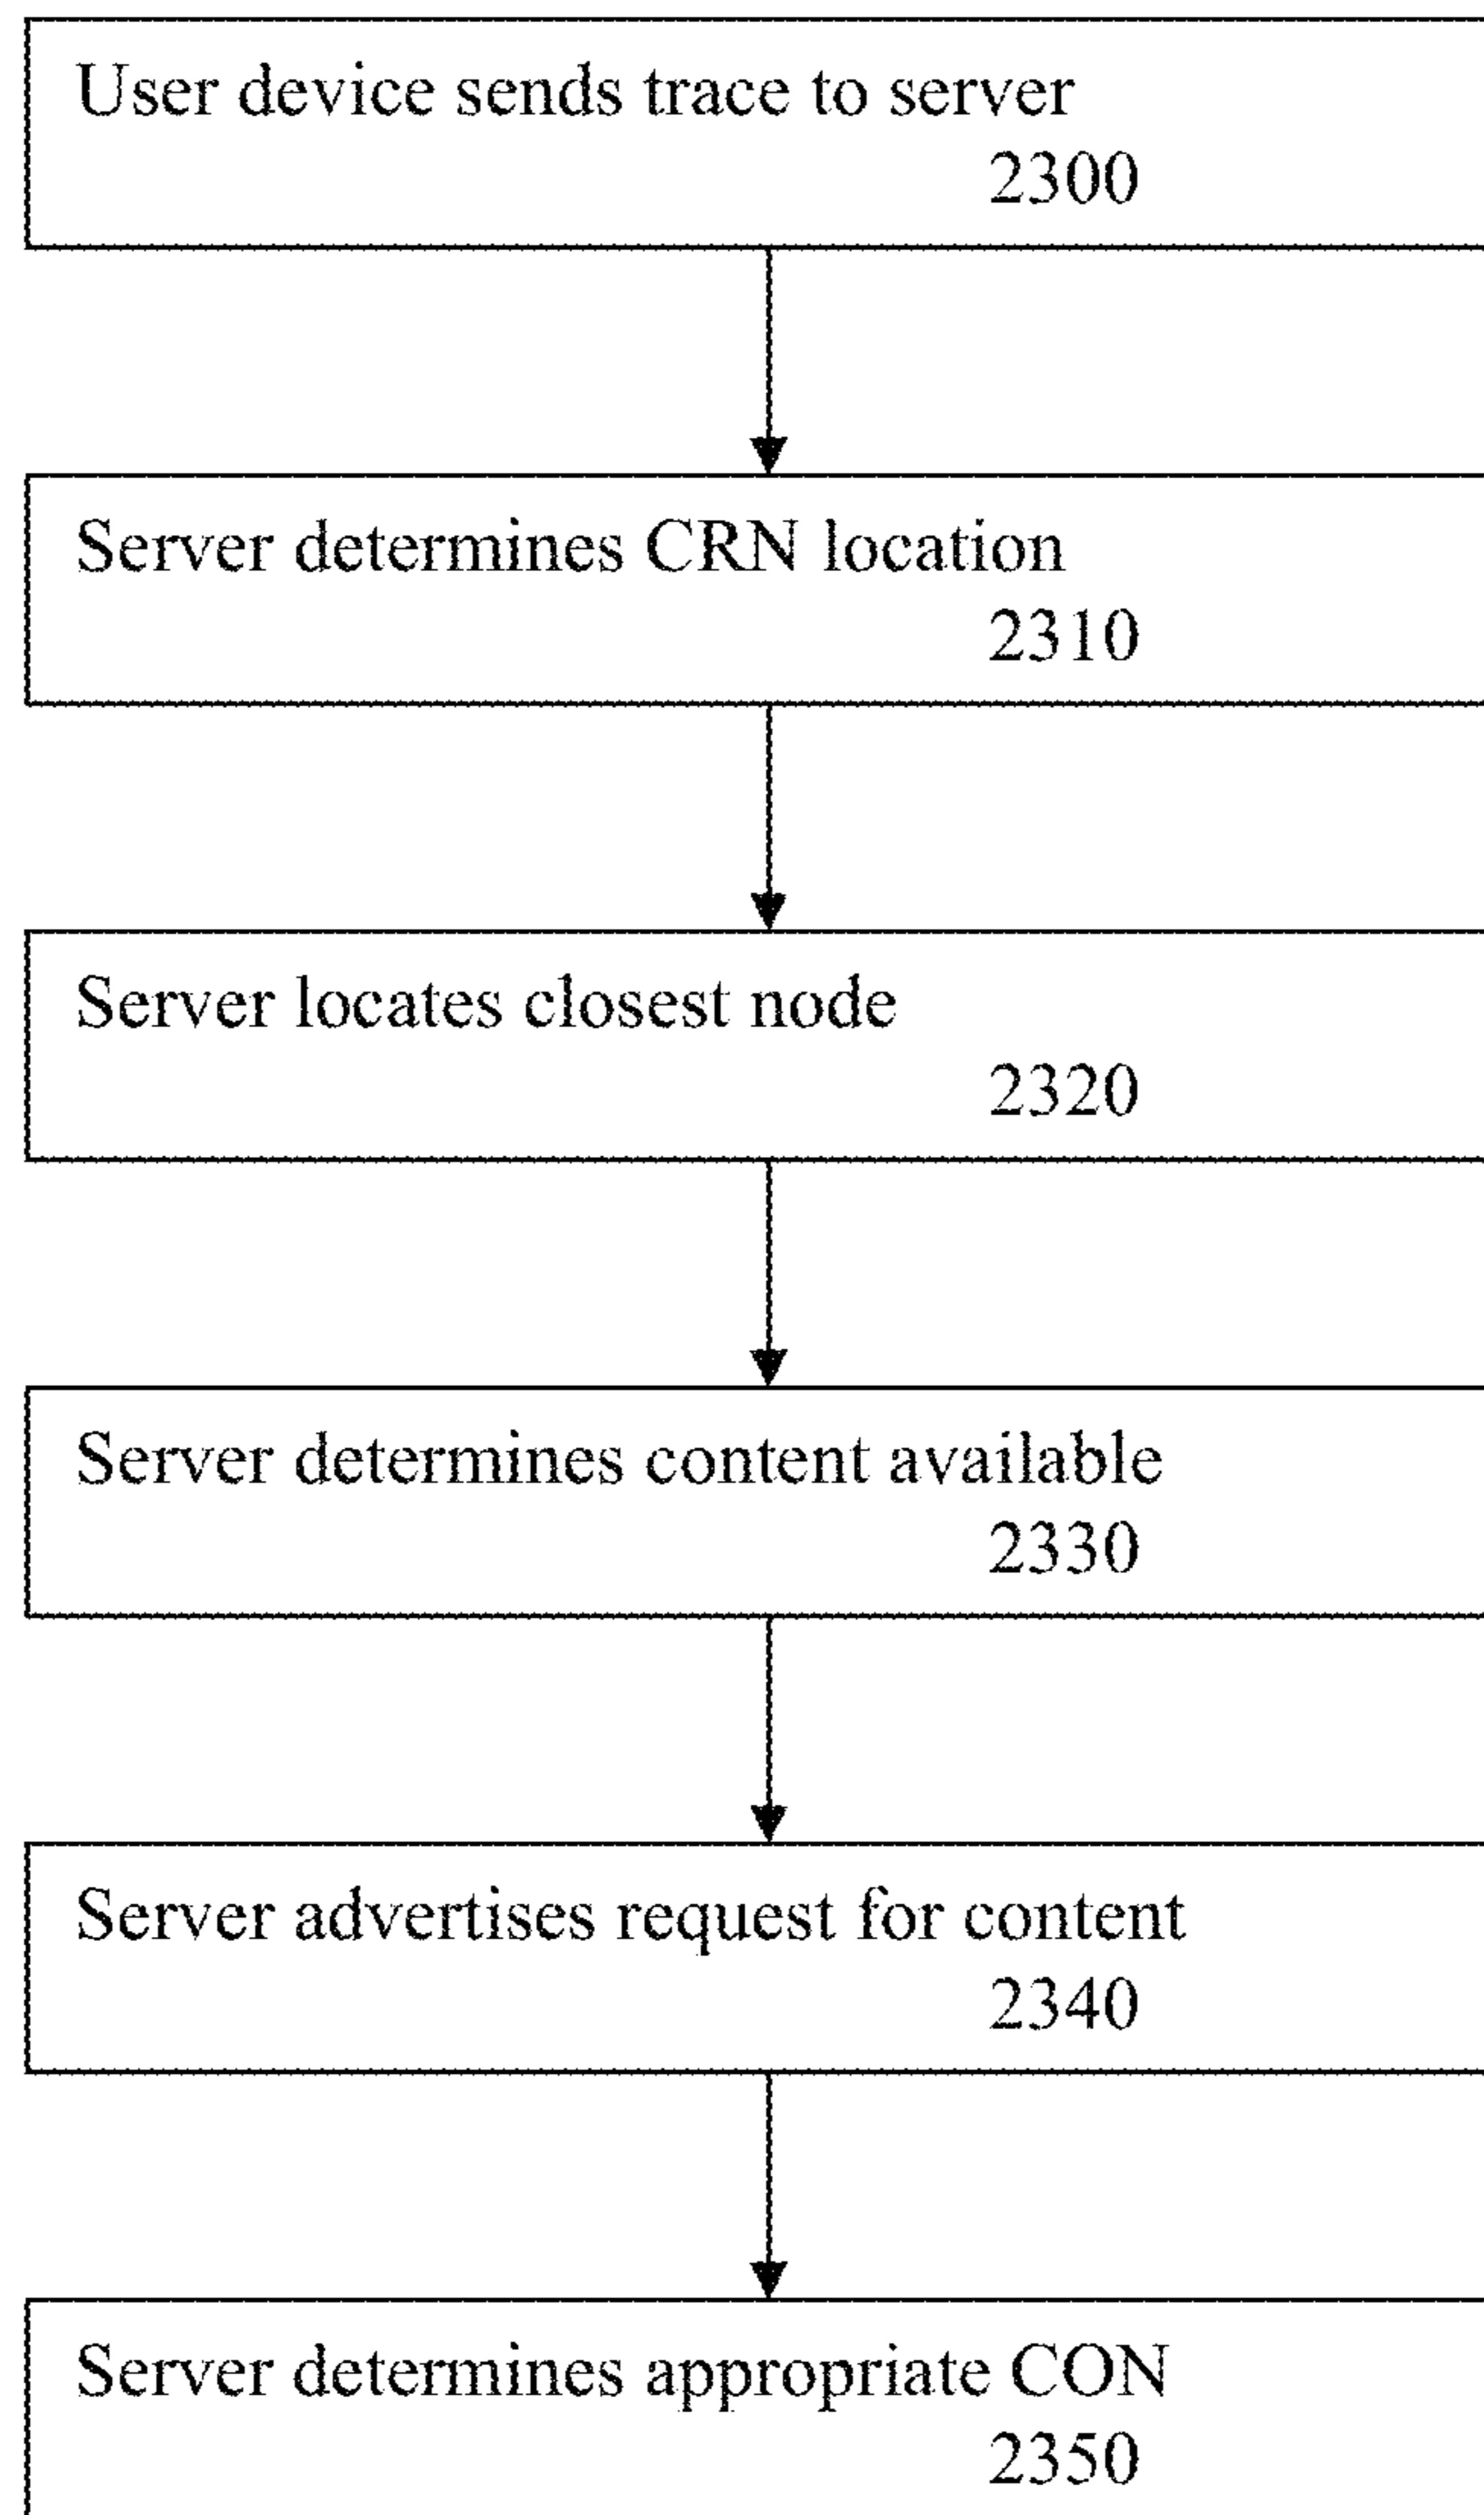 User device sends trace to server
2300
Server determines CRN location
2310
Server locates closest node
2320
Server determines content available
2330
Server advertises request for content
2340
Server determines appropriate CON
2350